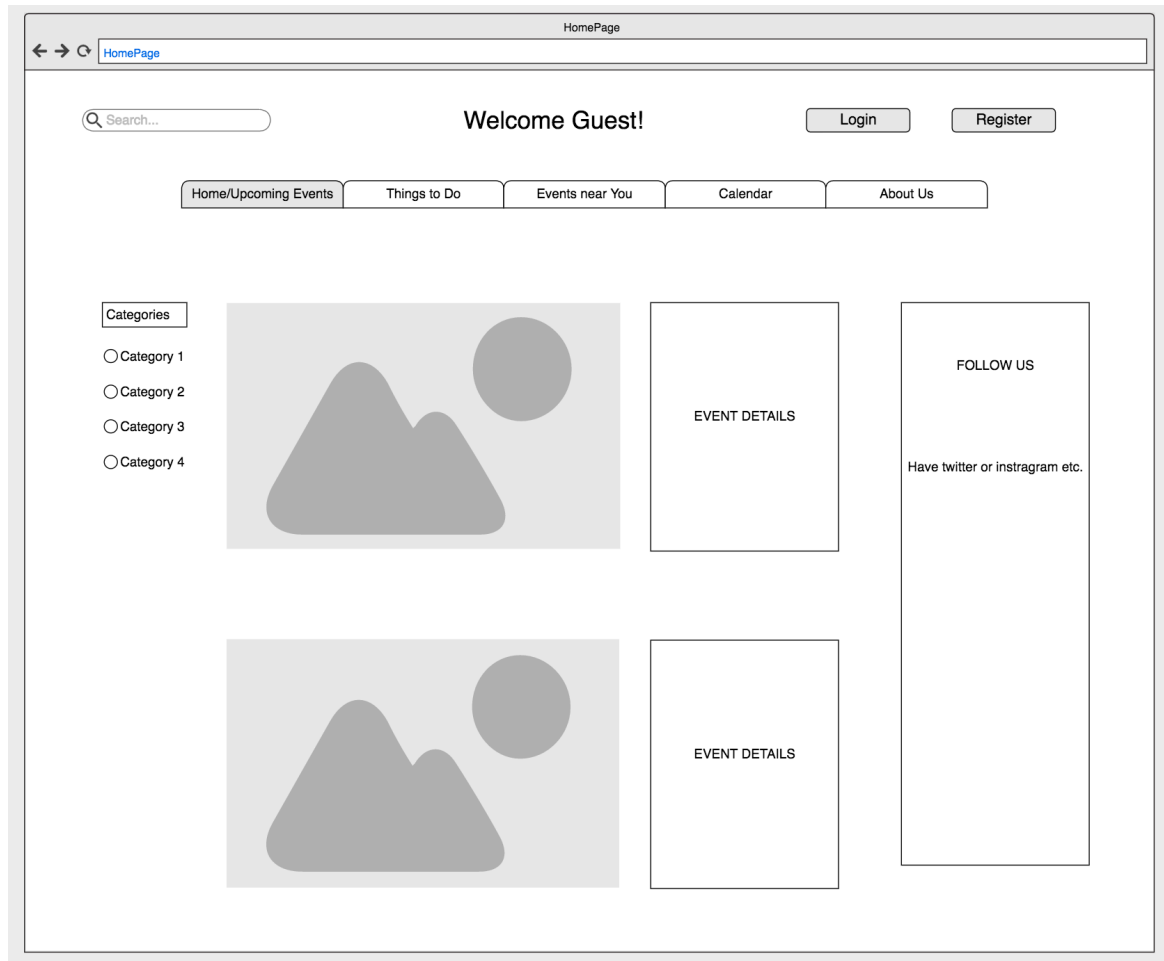 HomePage
HomePage
Search...
Welcome Guest!
Login
Register
Home/Upcoming Events
Things to Do
Events near You
Calendar
About Us
Categories
Category 1
Category 2
Category 3
Category 4
EVENT DETAILS
FOLLOW US
Have twitter or instragram etc.
EVENT DETAILS